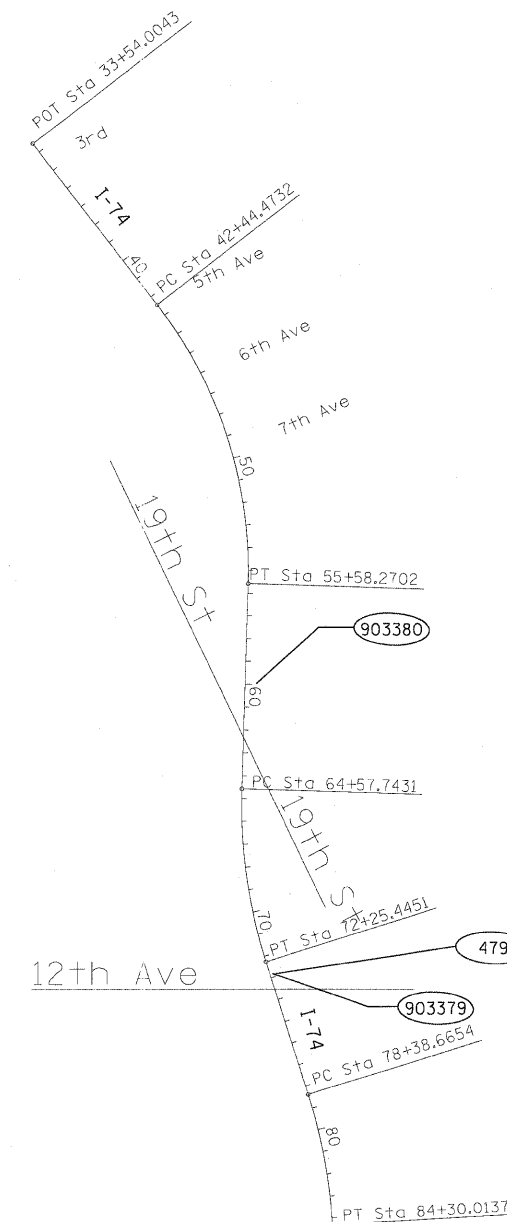 POT Sta 33+54.0043
3rd
I-74
40
PC Sta 42+44.4732
5th Ave
6th Ave
7th Ave
50
19th St
PT Sta 55+58.2702
903380
60
PC Sta 64+57.7431
19th St
70
PT Sta 72+25.4451
479
12th Ave
903379
I-74
PC Sta 78+38.6654
80
PT Sta 84+30.0137